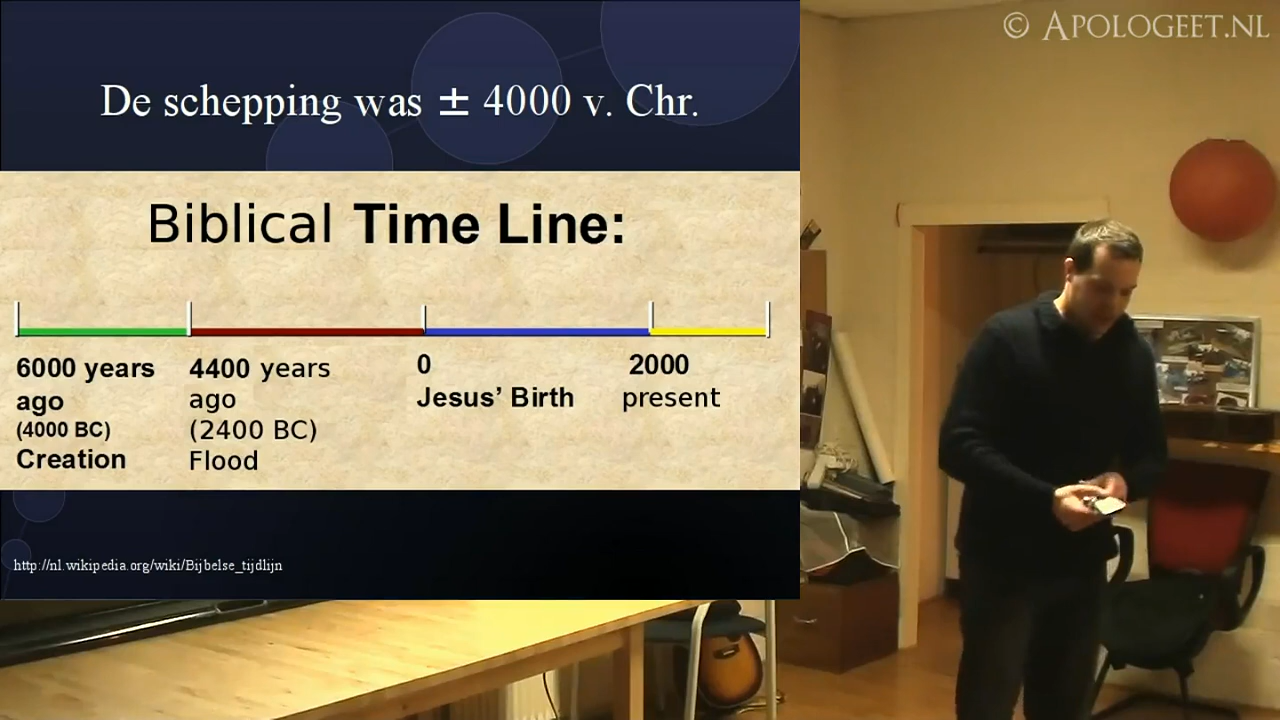 © APOLOGEET.NL
De schepping was ± 4000 v. Chr.
Biblical Time Line:
6000 years
ago
(4000 BC)
Creation
4400 years
ago
(2400 BC)
Flood
0
Jesus’ Birth
2000
present
http://nl.wikipedia.org/wiki/Bijbelse_tijdlijn